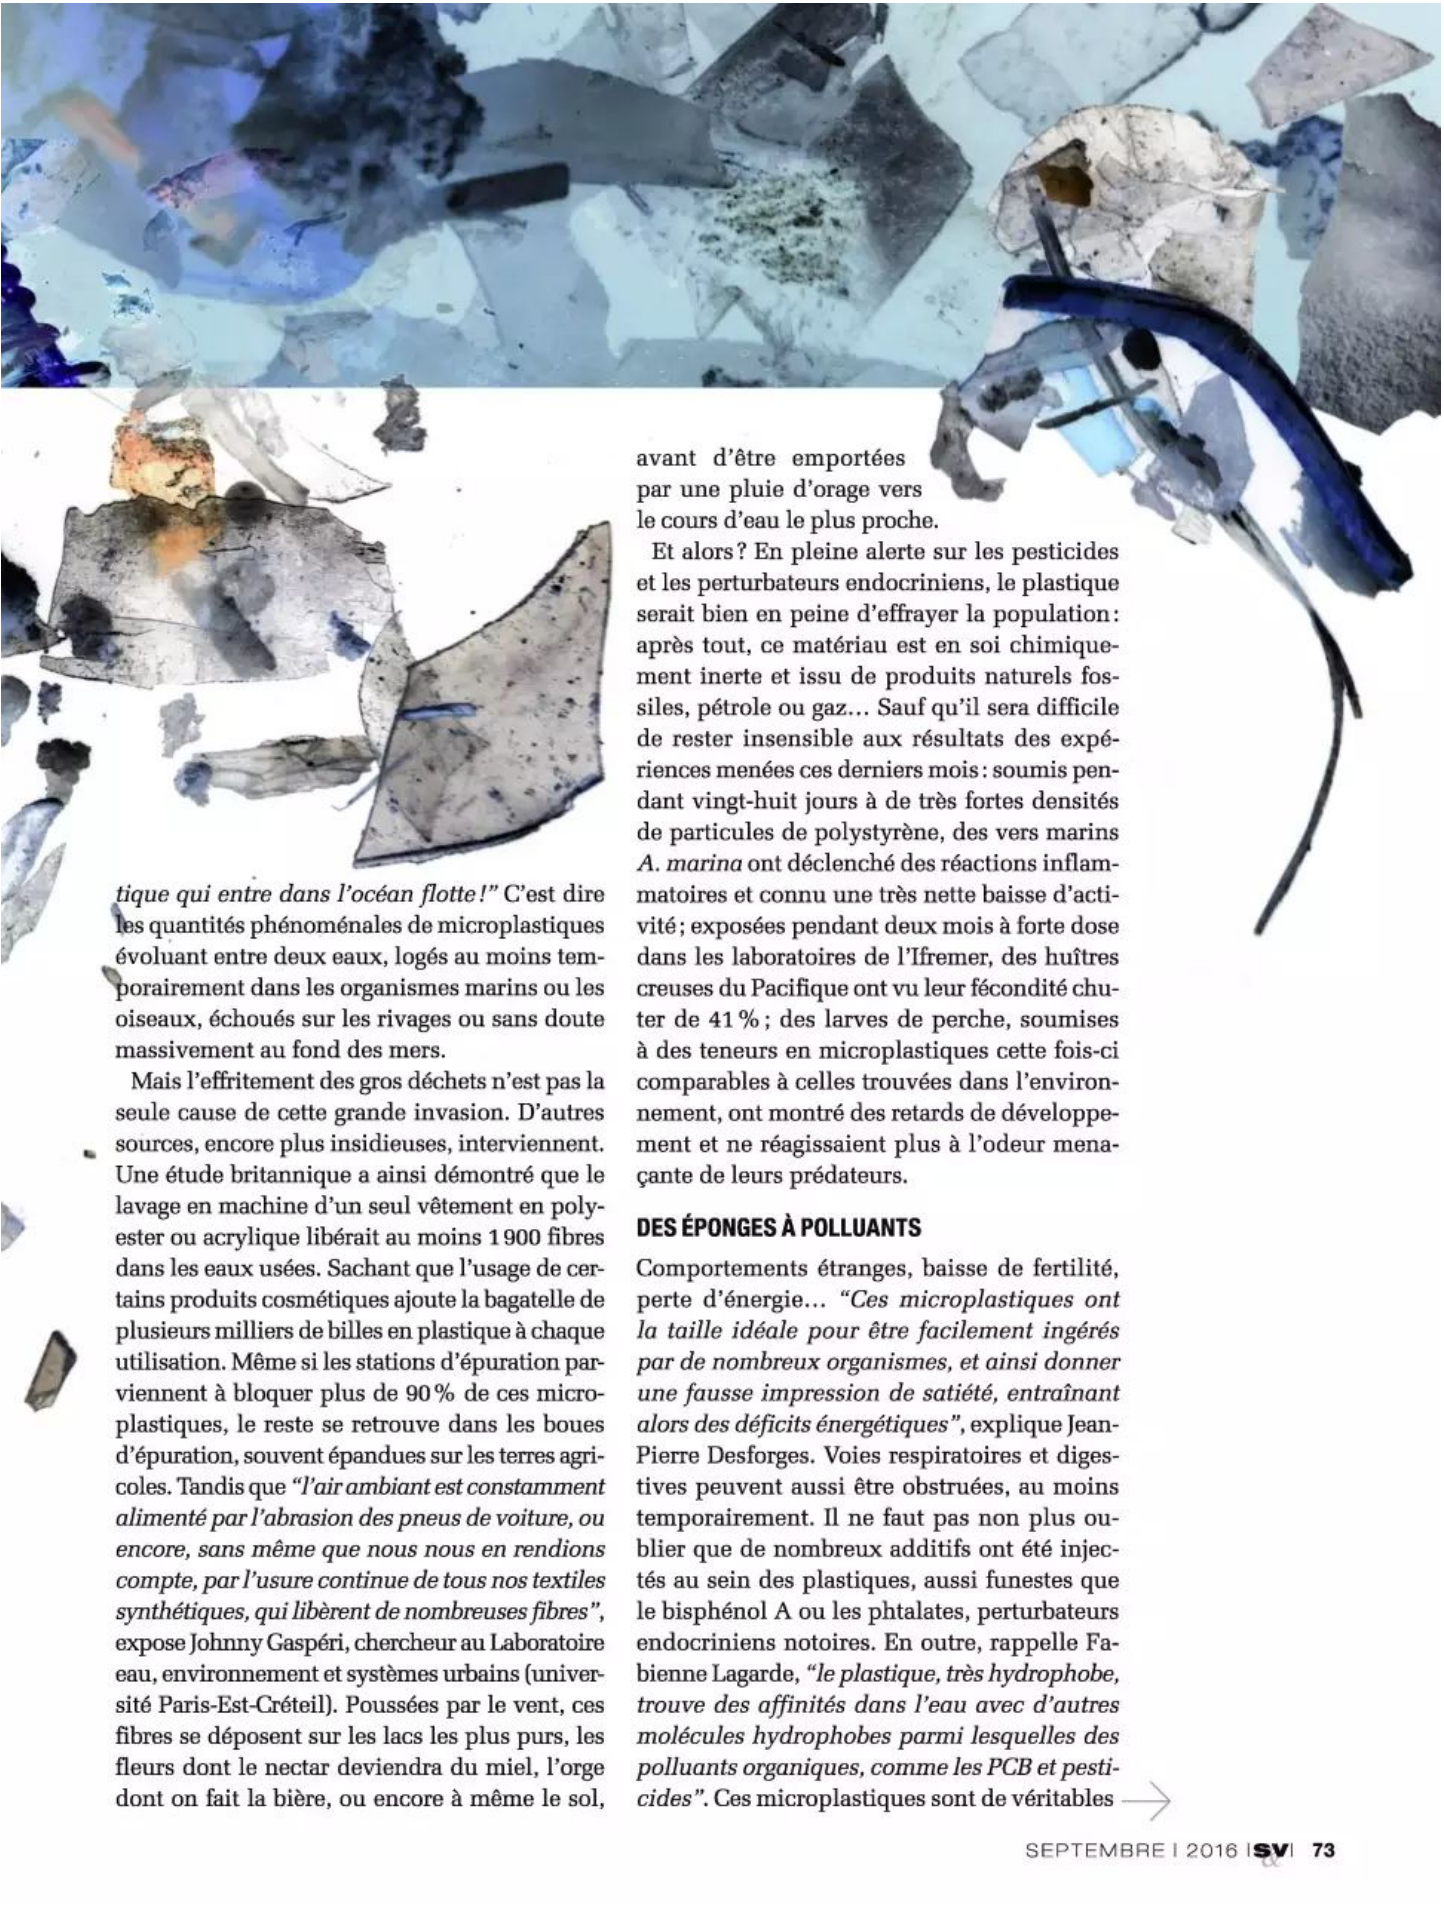 tique qui entre dans l’océan flotte !” C’est dire
les quantités phénoménales de microplastiques
évoluant entre deux eaux, logés au moins tem-
porairement dans les organismes marins ou les
oiseaux, échoués sur les rivages ou sans doute
massivement au fond des mers.
Mais l’effritement des gros déchets n’est pas la
seule cause de cette grande invasion. D’autres
sources, encore plus insidieuses, interviennent.
Une étude britannique a ainsi démontré que le
lavage en machine d’un seul vêtement en poly-
ester ou acrylique libérait au moins 1 900 fibres
dans les eaux usées. Sachant que l’usage de cer-
tains produits cosmétiques ajoute la bagatelle de
plusieurs milliers de billes en plastique à chaque
utilisation. Même si les stations d’épuration par-
viennent à bloquer plus de 90 % de ces micro-
plastiques, le reste se retrouve dans les boues
d’épuration, souvent épandues sur les terres agri-
coles. Tandis que “l’air ambiant est constamment
alimenté par l’abrasion des pneus de voiture, ou
encore, sans même que nous nous en rendions
compte, par l’usure continue de tous nos textiles
synthétiques, qui libèrent de nombreuses fibres”,
expose Johnny Gaspéri, chercheur au Laboratoire
eau, environnement et systèmes urbains (univer-
sité Paris-Est-Créteil). Poussées par le vent, ces
fibres se déposent sur les lacs les plus purs, les
fleurs dont le nectar deviendra du miel, l’orge
dont on fait la bière, ou encore à même le sol,
avant d’être emportées
par une pluie d’orage vers
le cours d’eau le plus proche.
Et alors ? En pleine alerte sur les pesticides
et les perturbateurs endocriniens, le plastique
serait bien en peine d’effrayer la population :
après tout, ce matériau est en soi chimique-
ment inerte et issu de produits naturels fos-
siles, pétrole ou gaz… Sauf qu’il sera difficile
de rester insensible aux résultats des expé-
riences menées ces derniers mois : soumis pen-
dant vingt-huit jours à de très fortes densités
de particules de polystyrène, des vers marins
A. marina ont déclenché des réactions inflam-
matoires et connu une très nette baisse d’acti-
vité ; exposées pendant deux mois à forte dose
dans les laboratoires de l’Ifremer, des huîtres
creuses du Pacifique ont vu leur fécondité chu-
ter de 41 % ; des larves de perche, soumises
à des teneurs en microplastiques cette fois-ci
comparables à celles trouvées dans l’environ-
nement, ont montré des retards de développe-
ment et ne réagissaient plus à l’odeur mena-
çante de leurs prédateurs.
DES ÉPONGES À POLLUANTS
Comportements étranges, baisse de fertilité,
perte d’énergie… “Ces microplastiques ont
la taille idéale pour être facilement ingérés
par de nombreux organismes, et ainsi donner
une fausse impression de satiété, entraînant
alors des déficits énergétiques”, explique Jean-
Pierre Desforges. Voies respiratoires et diges-
tives peuvent aussi être obstruées, au moins
temporairement. Il ne faut pas non plus ou-
blier que de nombreux additifs ont été injec-
tés au sein des plastiques, aussi funestes que
le bisphénol A ou les phtalates, perturbateurs
endocriniens notoires. En outre, rappelle Fa-
bienne Lagarde, “le plastique, très hydrophobe,
trouve des affinités dans l’eau avec d’autres
molécules hydrophobes parmi lesquelles des
polluants organiques, comme les PCB et pesti-
cides”. Ces microplastiques sont de véritables
SEPTEMBRE | 2016 | S&V | 73